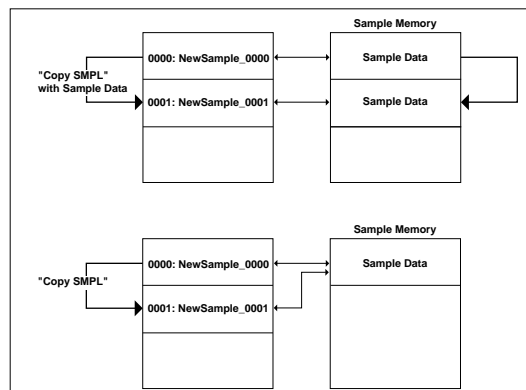 Sample Memory
0000: NewSample_0000
Sample Data
"Copy SMPL"
with Sample Data
0001: NewSample_0001
Sample Data
Sample Memory
0000: NewSample_0000
Sample Data
"Copy SMPL"
0001: NewSample_0001